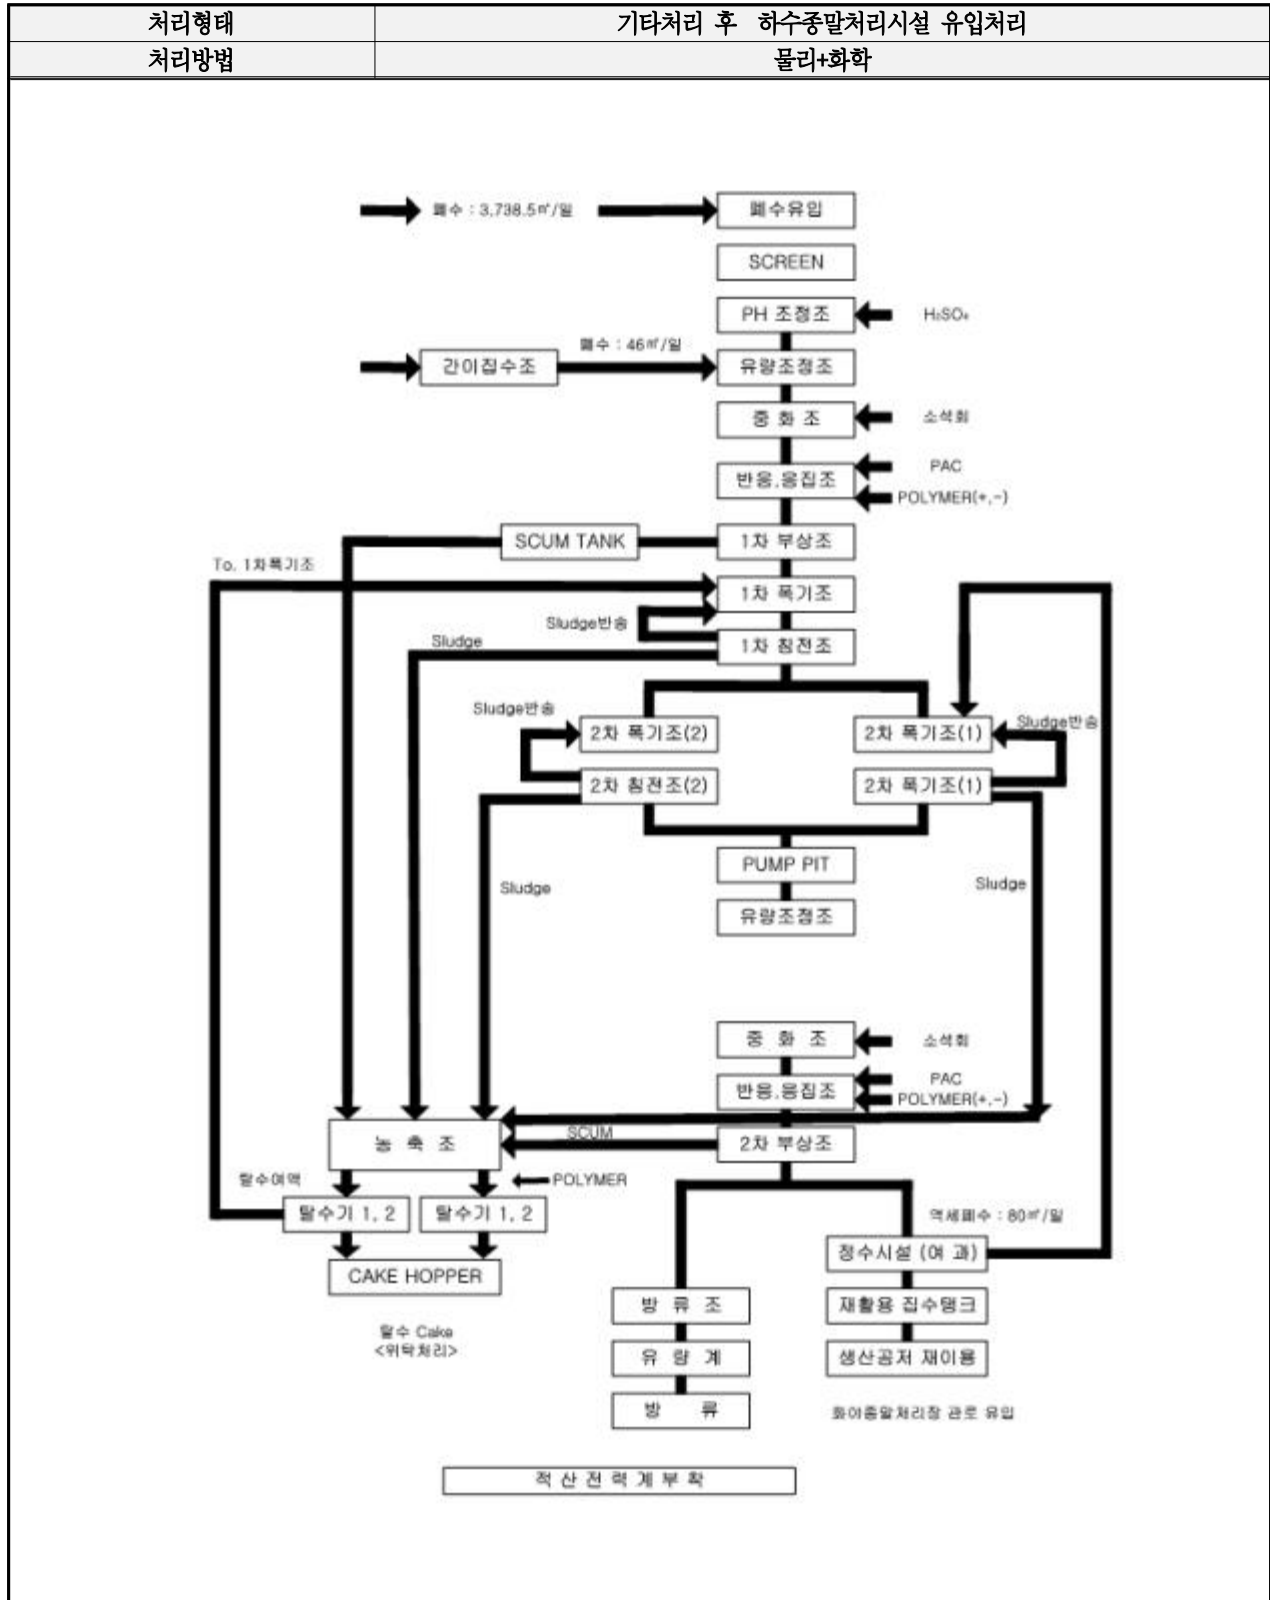 처리형태 기타처리 후 하수종말처리시설 유입처리
처리방법 물리+화학
폐수 : 3,738.5㎥/일 폐수유입
SCREEN
PH 조정조 H₂SO₄
폐수 : 46㎥/일
간이집수조 유량조정조
중 화 조 소석회
반응.응집조 PAC
POLYMER(+,-)
SCUM TANK 1차 부상조
To. 1차폭기조
1차 폭기조
Sludge반송
Sludge 1차 침전조
Sludge반송 Sludge반송
2차 폭기조(2) 2차 폭기조(1)
2차 침전조(2) 2차 폭기조(1)
PUMP PIT
Sludge Sludge
유량조정조
중 화 조 소석회
반응.응집조 PAC
POLYMER(+,-)
농 축 조 SCUM 2차 부상조
탈수여액 POLYMER
탈수기 1, 2 탈수기 1, 2 역세폐수 : 80㎥/일
정수시설 (여 과)
CAKE HOPPER
방 류 조 재활용 집수탱크
탈수 Cake
<위탁처리>
유 량 계 생산공저 재이용
방 류 화야종말처리장 관로 유입
적 산 전 력 계 부 착